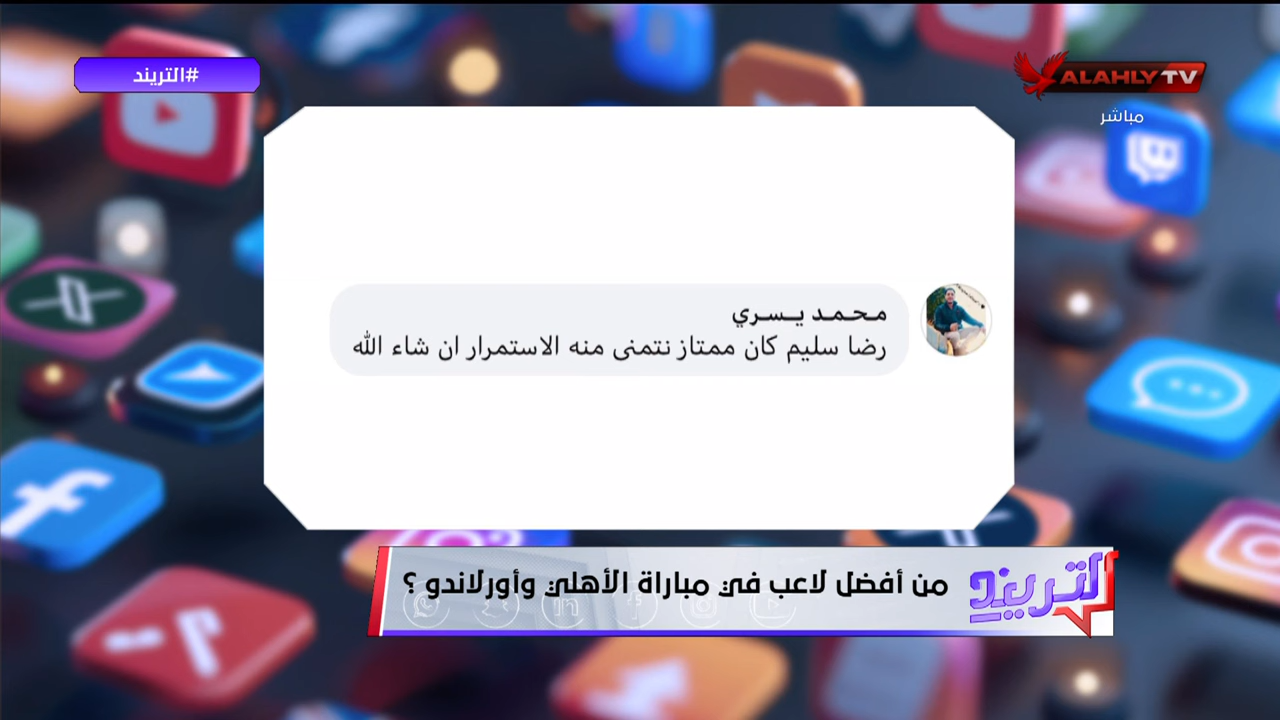 #التريند
ALAHLY TV
مباشر
محمد يسري
رضا سليم كان ممتاز نتمنى منه الاستمرار ان شاء الله
التريند
من أفضل لاعب في مباراة الأهلي وأورلاندو ؟